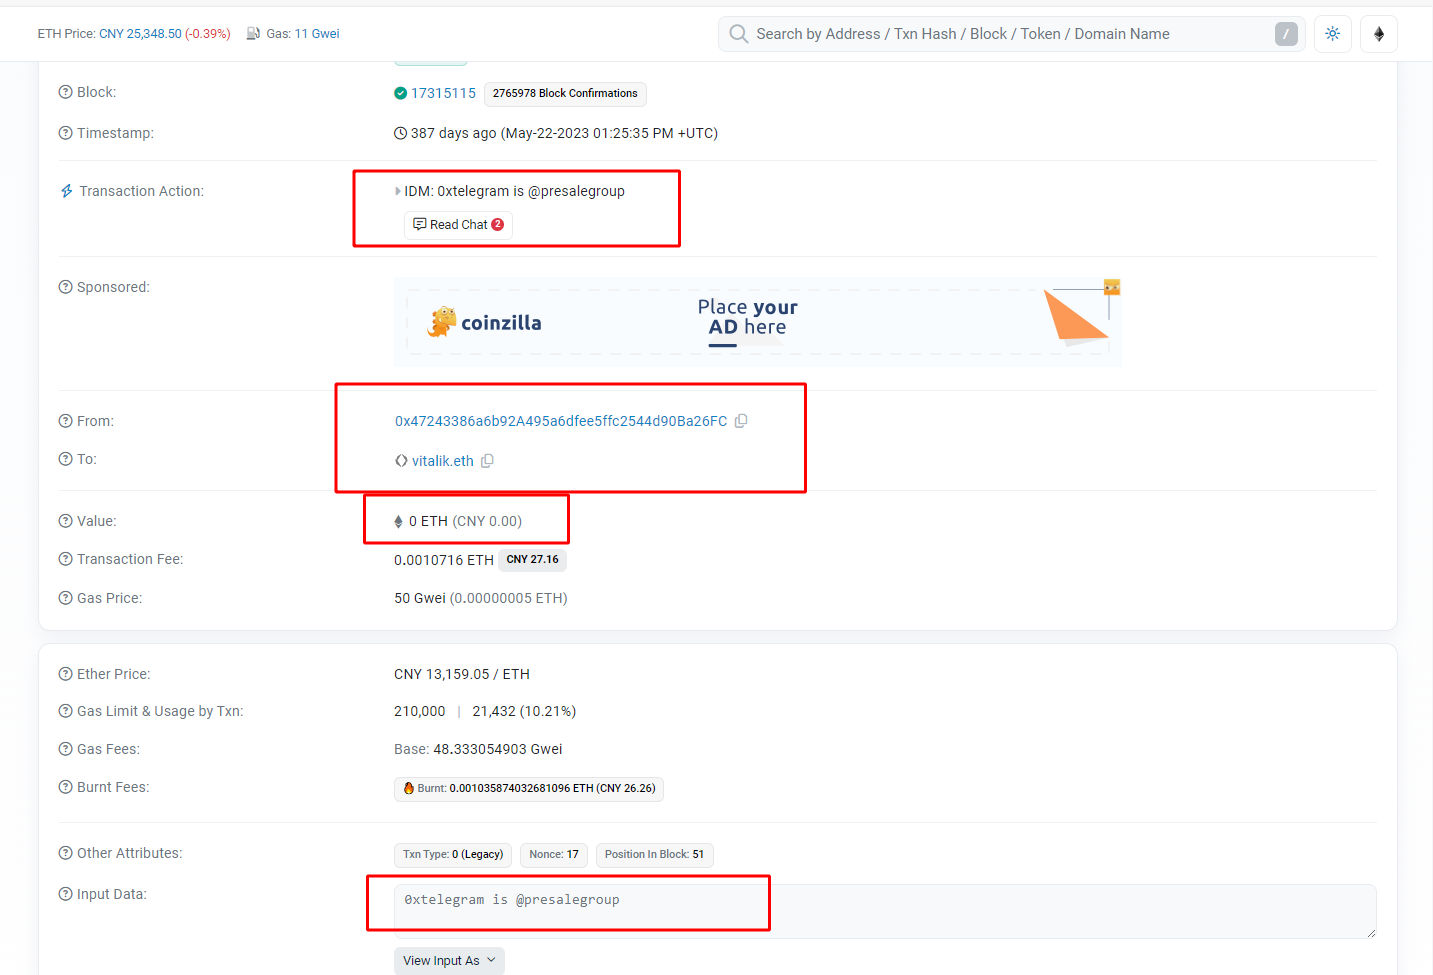 ETH Price: CNY 25,348.50 (-0.39%) Gas: 11 Gwei Search by Address / Txn Hash / Block / Token / Domain Name /
Block: 17315115 2765978 Block Confirmations
Timestamp: 387 days ago (May-22-2023 01:25:35 PM +UTC)
Transaction Action: IDM: 0xtelegram is @presalegroup
Read Chat 2
Sponsored:
coinzilla
Place your
AD here
From: 0x47243386a6b92A495a6dfee5ffc2544d90Ba26FC
To: vitalik.eth
Value: 0 ETH (CNY 0.00)
Transaction Fee: 0.0010716 ETH CNY 27.16
Gas Price: 50 Gwei (0.00000005 ETH)
Ether Price: CNY 13,159.05 / ETH
Gas Limit & Usage by Txn: 210,000 | 21,432 (10.21%)
Gas Fees: Base: 48.333054903 Gwei
Burnt Fees: Burnt: 0.001035874032681096 ETH (CNY 26.26)
Other Attributes: Txn Type: 0 (Legacy) Nonce: 17 Position In Block: 51
Input Data: 0xtelegram is @presalegroup
View Input As